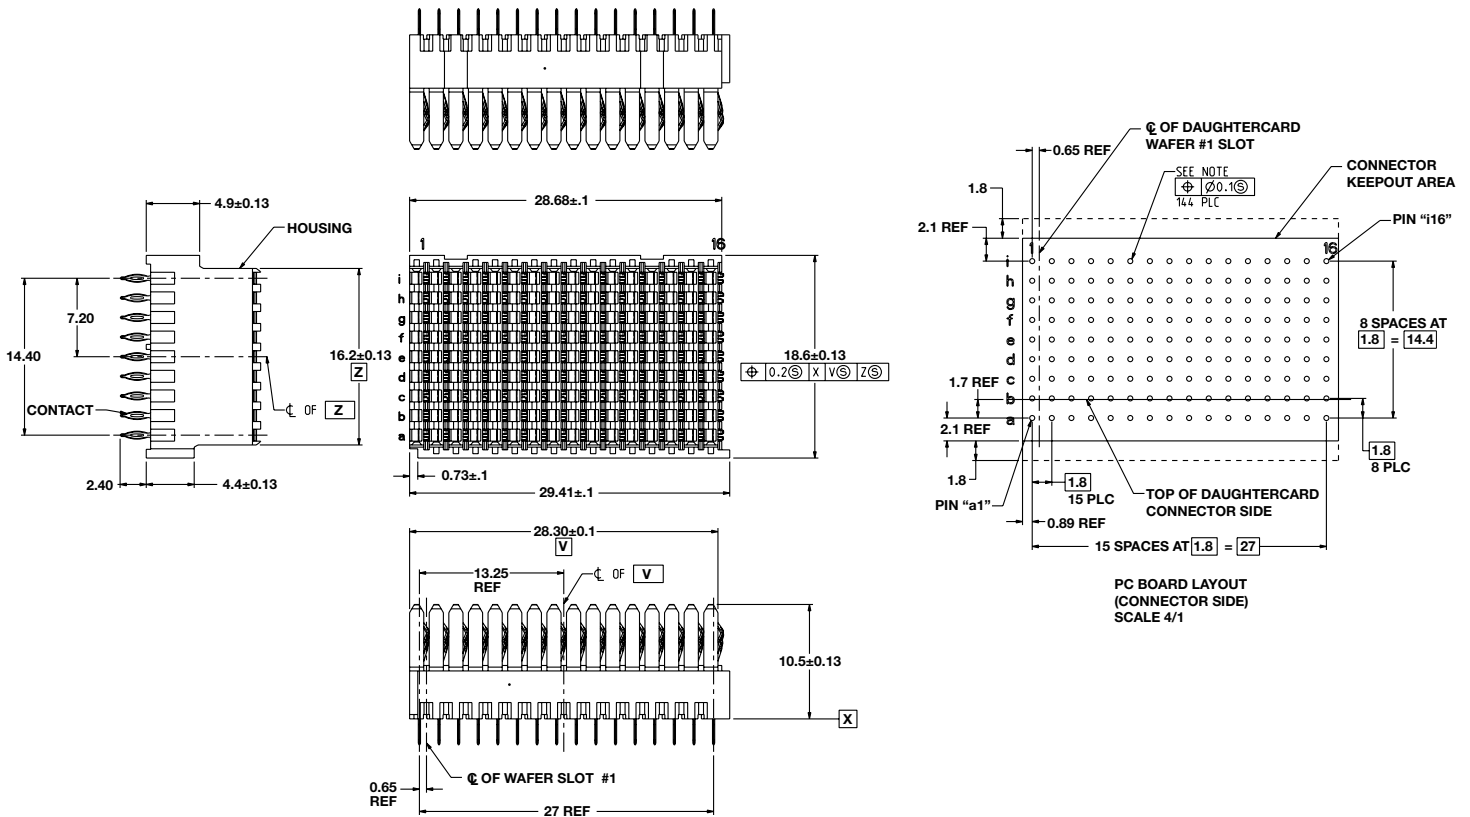 4.9±0.13
HOUSING
7.20
14.40
16.2±0.13
Z
CONTACT
℄ OF Z
2.40
4.4±0.13
28.68±.1
1 16
i
h
g
f
e
d
c
b
a
18.6±0.13
⌖ 0.2Ⓢ X VⓈ ZⓈ
0.73±.1
29.41±.1
28.30±0.1
V
13.25
REF
℄ OF V
10.5±0.13
X
℄ OF WAFER SLOT #1
0.65
REF
27 REF
℄ OF DAUGHTERCARD
WAFER #1 SLOT
0.65 REF
SEE NOTE
⌖ Ø0.1Ⓢ
144 PLC
CONNECTOR
KEEPOUT AREA
1.8
2.1 REF
PIN "i16"
1 16
i
h
g
f
e
d
c
b
a
8 SPACES AT
1.8 = 14.4
1.7 REF
2.1 REF
1.8
8 PLC
1.8
1.8
15 PLC
TOP OF DAUGHTERCARD
CONNECTOR SIDE
PIN "a1"
0.89 REF
15 SPACES AT 1.8 = 27
PC BOARD LAYOUT
(CONNECTOR SIDE)
SCALE 4/1